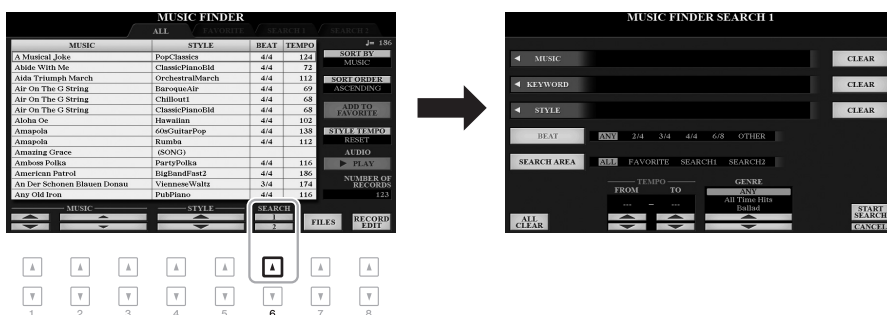 MUSIC FINDER
ALL FAVORITE SEARCH 1 SEARCH 2
MUSIC STYLE BEAT TEMPO
A Musical Joke PopClassics 4/4 124
Abide With Me ClassicPianoBld 4/4 72
Aida Triumph March OrchestralMarch 4/4 112
Air On The G String BaroqueAir 4/4 69
Air On The G String Chillout1 4/4 68
Air On The G String ClassicPianoBld 4/4 68
Aloha Oe Hawaiian 4/4 102
Amapola 60sGuitarPop 4/4 138
Amapola Rumba 4/4 112
Amazing Grace (SONG)
Amboss Polka PartyPolka 4/4 116
American Patrol BigBandFast2 4/4 186
An Der Schonen Blauen Donau VienneseWaltz 3/4 174
Any Old Iron PubPiano 4/4 116
♩= 186
SORT BY
MUSIC
SORT ORDER
ASCENDING
ADD TO
FAVORITE
STYLE TEMPO
RESET
AUDIO
▶ PLAY
NUMBER OF
RECORDS
123
MUSIC STYLE SEARCH
1
2
FILES
RECORD
EDIT
1 2 3 4 5 6 7 8
MUSIC FINDER SEARCH 1
MUSIC CLEAR
KEYWORD CLEAR
STYLE CLEAR
BEAT ANY 2/4 3/4 4/4 6/8 OTHER
SEARCH AREA ALL FAVORITE SEARCH1 SEARCH2
TEMPO GENRE
FROM TO ANY
--- – --- All Time Hits
Ballad
ALL
CLEAR
START
SEARCH
CANCEL